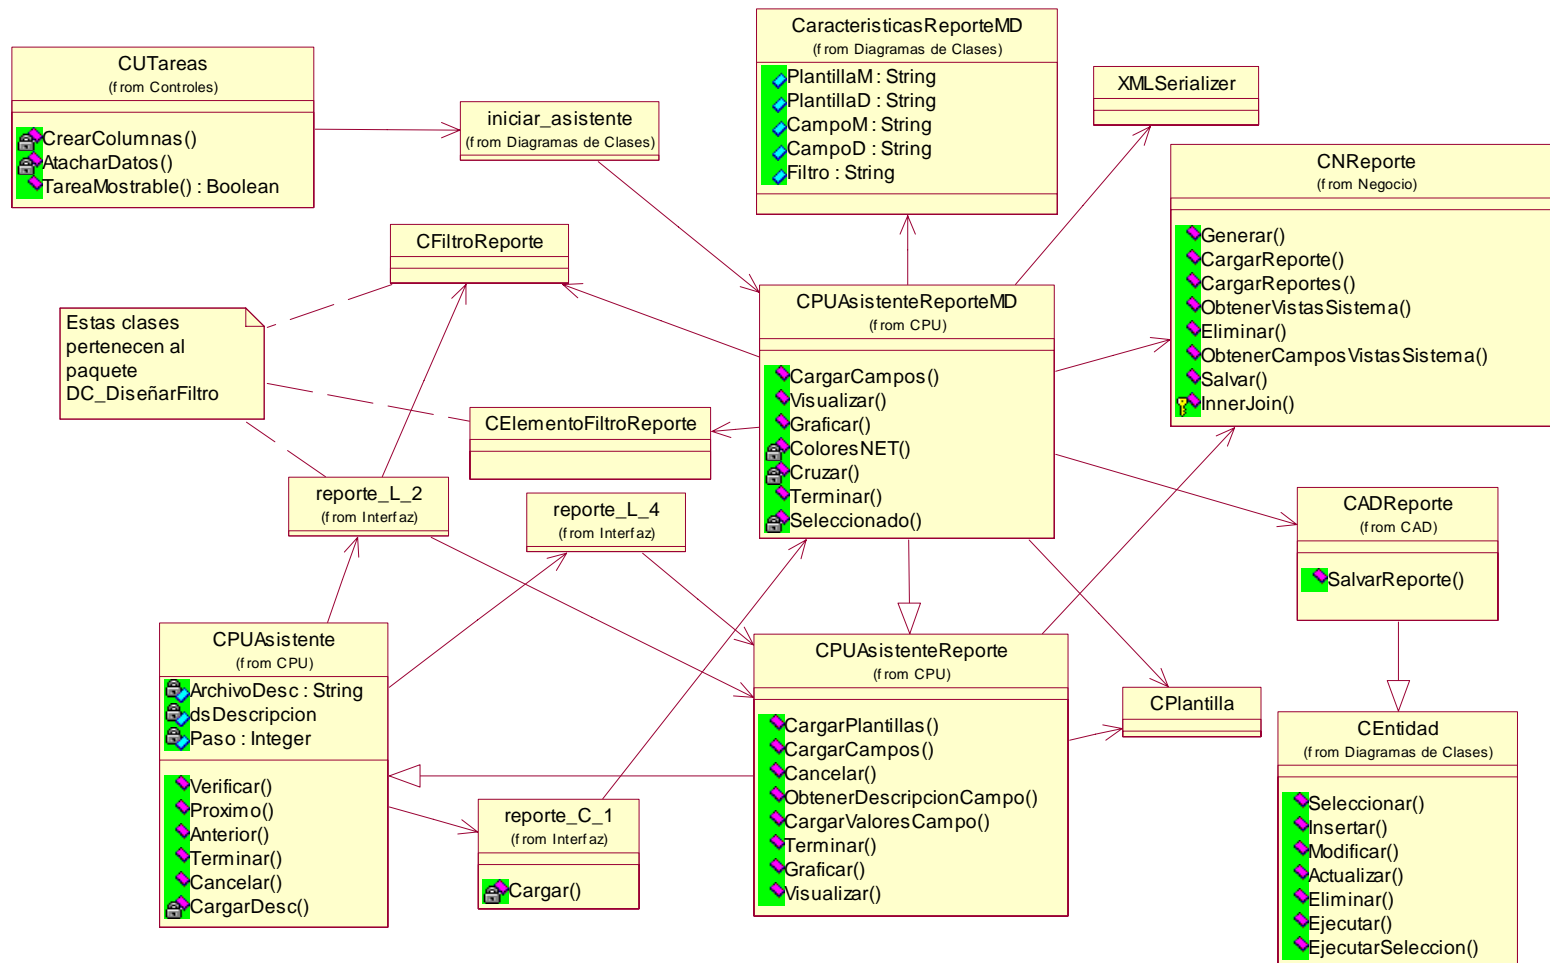 CUTareas
(from Controles)
CrearColumnas()
AtacharDatos()
TareaMostrable() : Boolean
iniciar_asistente
(from Diagramas de Clases)
CaracteristicasReporteMD
(from Diagramas de Clases)
PlantillaM : String
PlantillaD : String
CampoM : String
CampoD : String
Filtro : String
XMLSerializer
CNReporte
(from Negocio)
Generar()
CargarReporte()
CargarReportes()
ObtenerVistasSistema()
Eliminar()
ObtenerCamposVistasSistema()
Salvar()
InnerJoin()
CFiltroReporte
Estas clases
pertenecen al
paquete
DC_DiseñarFiltro
CPUAsistenteReporteMD
(from CPU)
CargarCampos()
Visualizar()
Graficar()
ColoresNET()
Cruzar()
Terminar()
Seleccionado()
CElementoFiltroReporte
reporte_L_2
(from Interfaz)
reporte_L_4
(from Interfaz)
CADReporte
(from CAD)
SalvarReporte()
CPUAsistente
(from CPU)
ArchivoDesc : String
dsDescripcion
Paso : Integer
Verificar()
Proximo()
Anterior()
Terminar()
Cancelar()
CargarDesc()
reporte_C_1
(from Interfaz)
Cargar()
CPUAsistenteReporte
(from CPU)
CargarPlantillas()
CargarCampos()
Cancelar()
ObtenerDescripcionCampo()
CargarValoresCampo()
Terminar()
Graficar()
Visualizar()
CPlantilla
CEntidad
(from Diagramas de Clases)
Seleccionar()
Insertar()
Modificar()
Actualizar()
Eliminar()
Ejecutar()
EjecutarSeleccion()